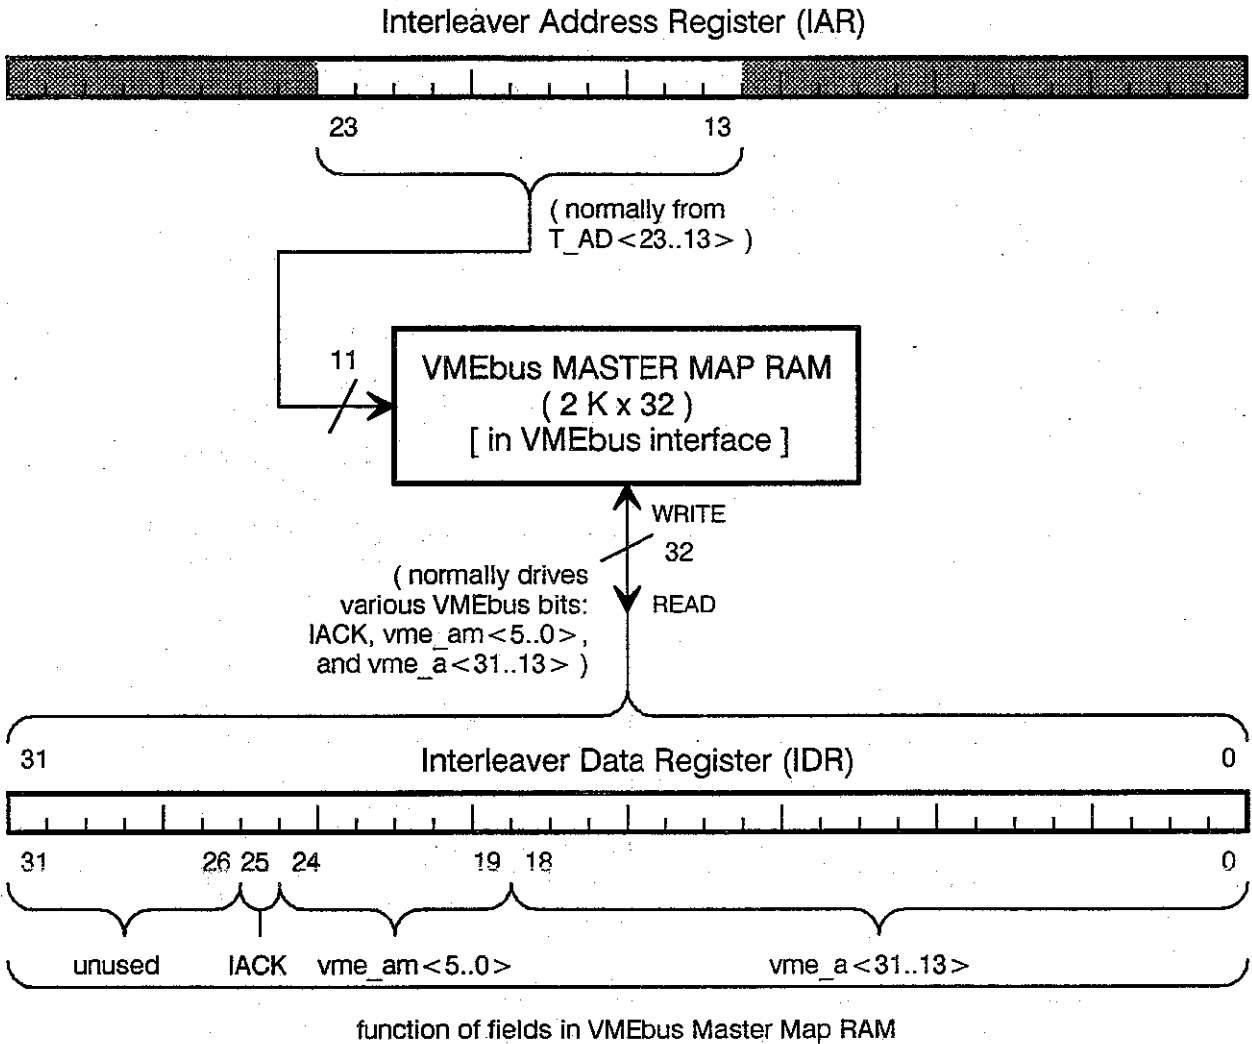 Interleaver Address Register (IAR)
23 13
( normally from
T_AD<23..13> )
11
VMEbus MASTER MAP RAM
( 2 K x 32 )
[ in VMEbus interface ]
WRITE
32
( normally drives
various VMEbus bits:
IACK, vme_am<5..0>,
and vme_a<31..13> )
READ
31 Interleaver Data Register (IDR) 0
31 26 25 24 19 18 0
unused IACK vme_am<5..0> vme_a<31..13>
function of fields in VMEbus Master Map RAM